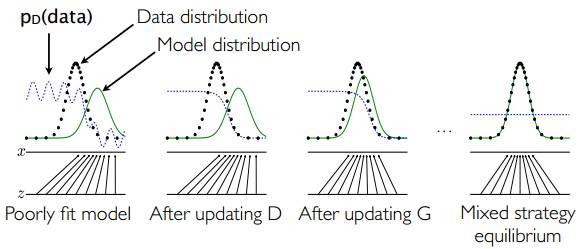 pD(data)
Data distribution
Model distribution
...
x
z
Poorly fit model
After updating D
After updating G
Mixed strategy
equilibrium